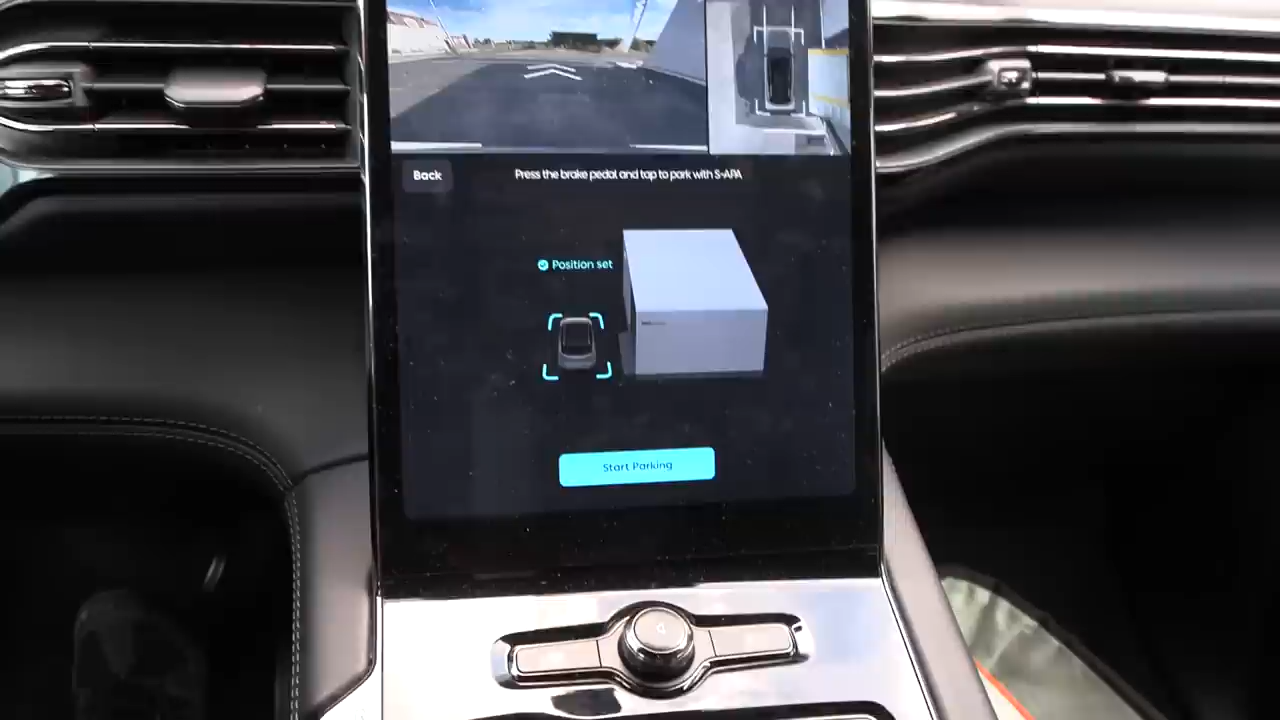 Back
Press the brake pedal and tap to park with S-APA
Position set
Start Parking